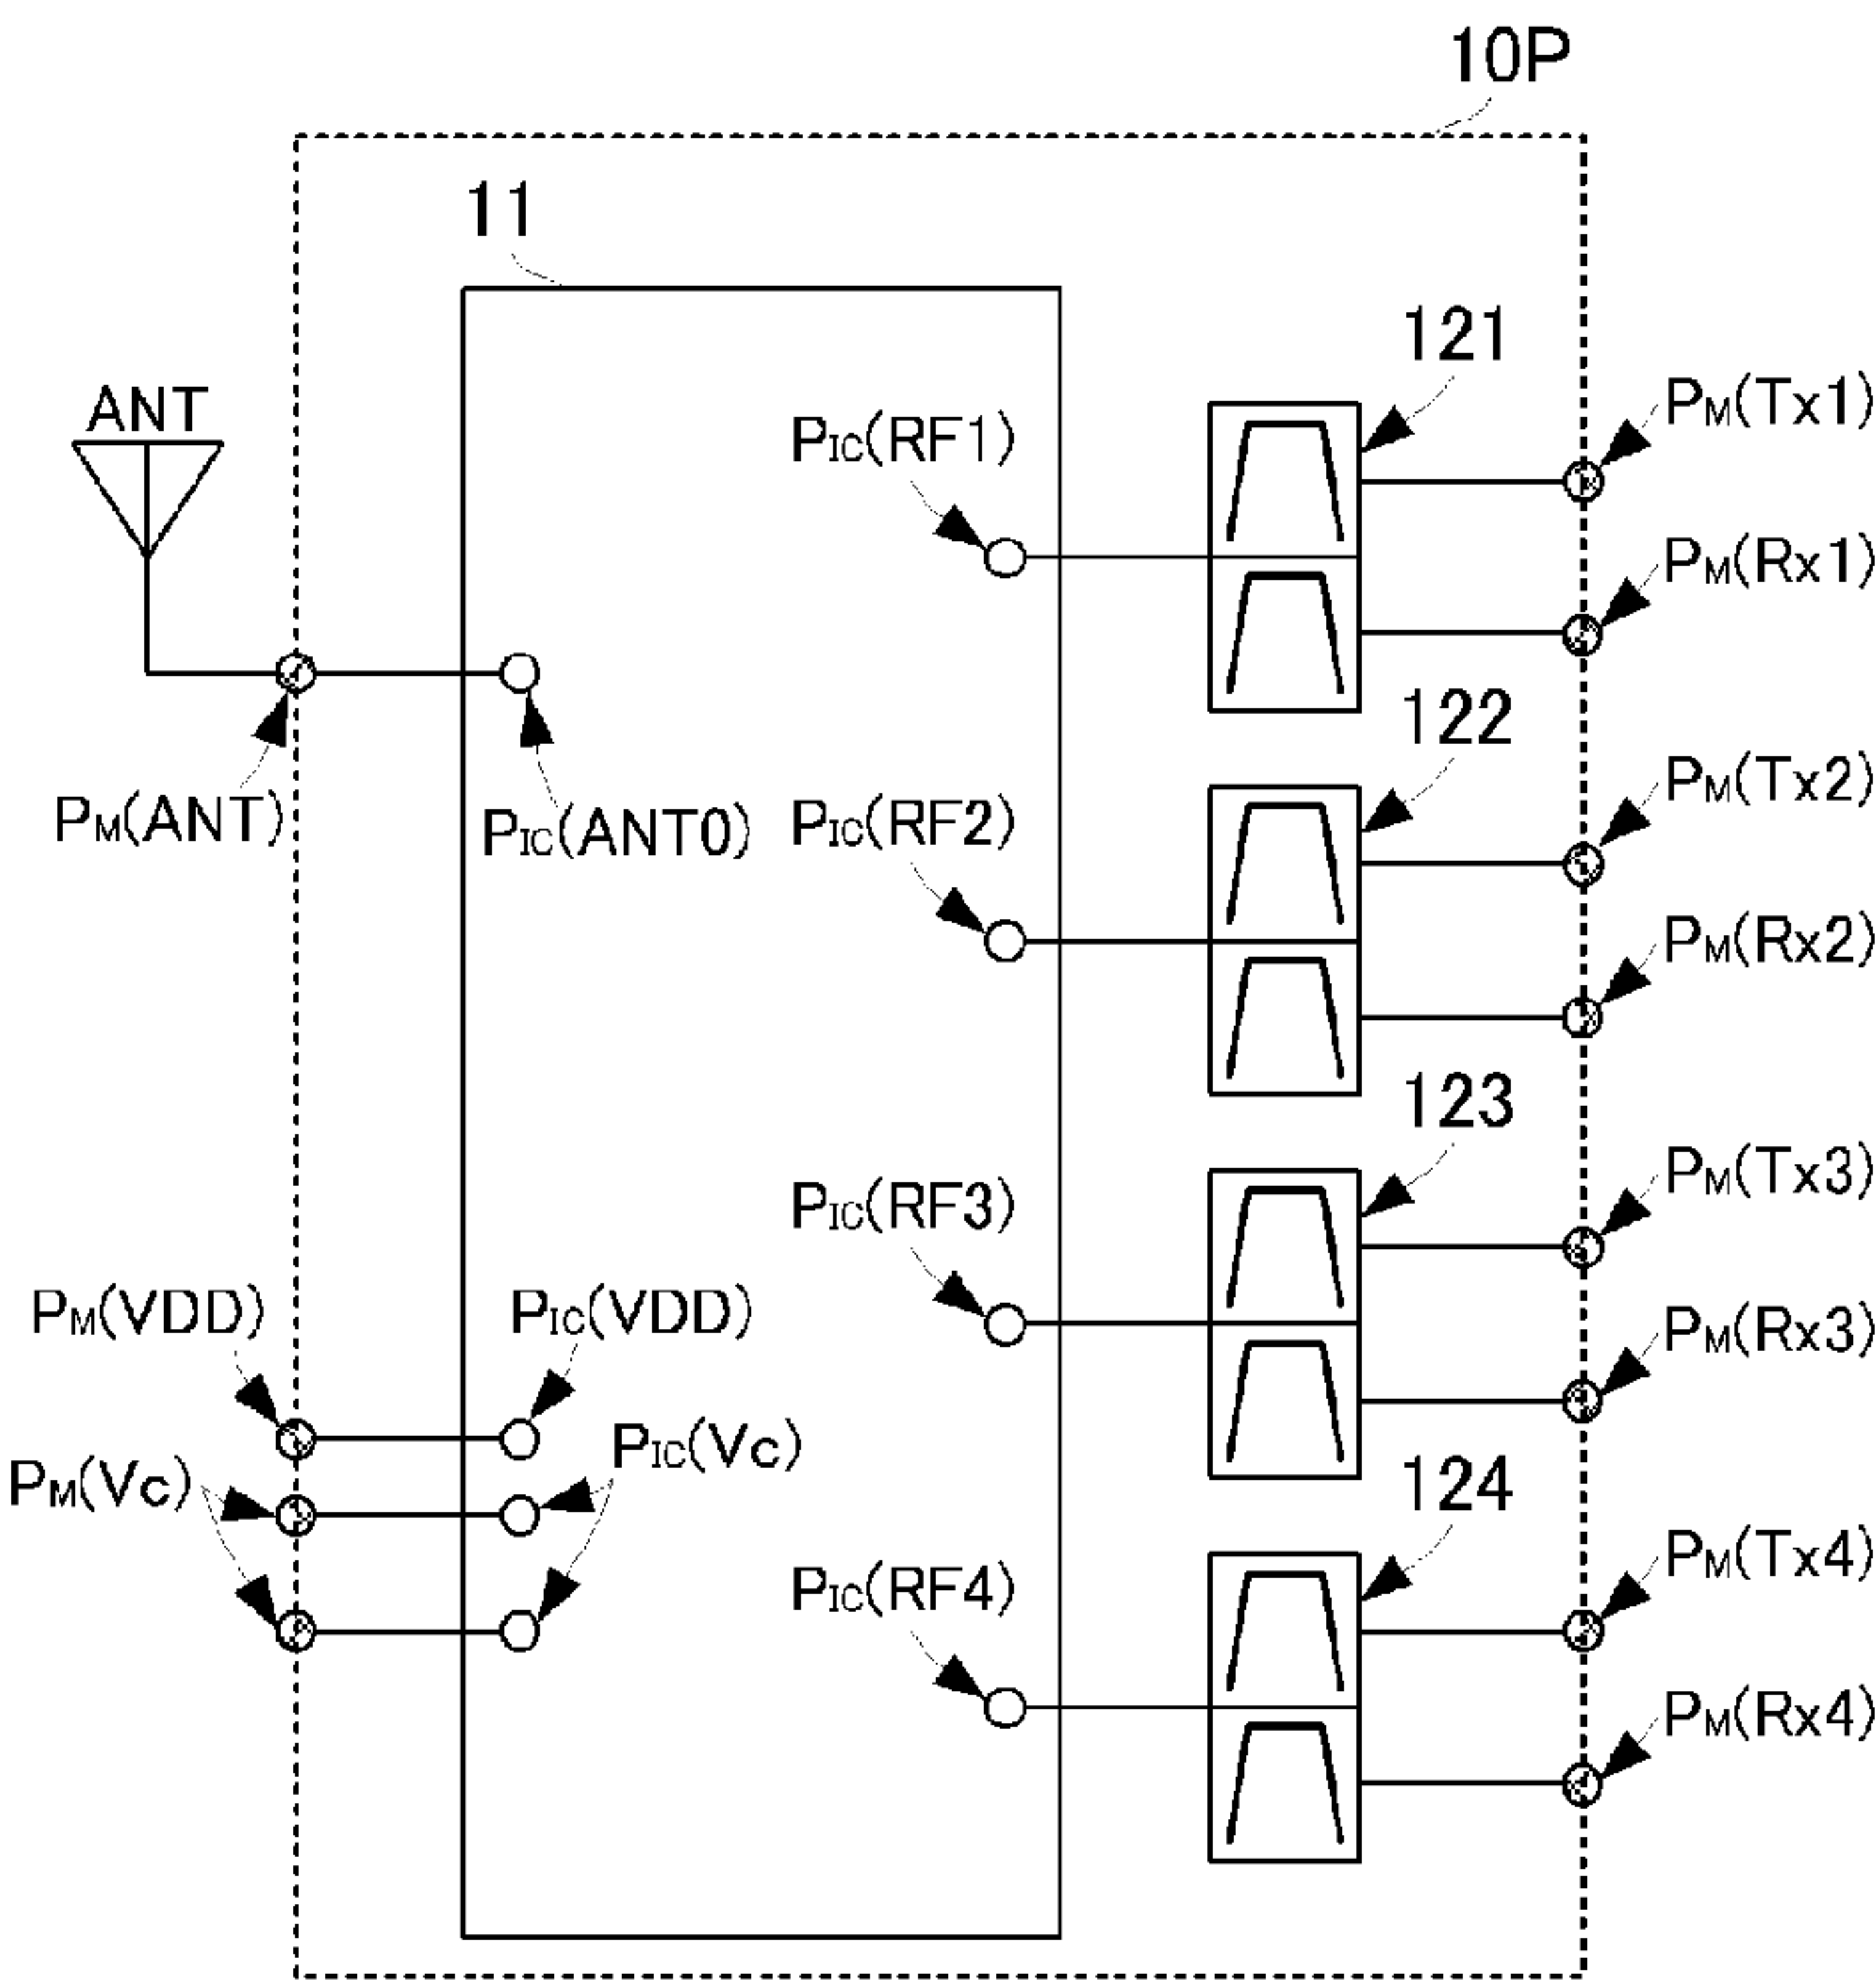 10P
11
121
PM(Tx1)
ANT
PIC(RF1)
PM(Rx1)
122
PM(Tx2)
PM(ANT)
PIC(ANT0)
PIC(RF2)
PM(Rx2)
123
PM(Tx3)
PIC(RF3)
PM(VDD)
PIC(VDD)
PM(Rx3)
PIC(Vc)
PM(Vc)
124
PM(Tx4)
PIC(RF4)
PM(Rx4)